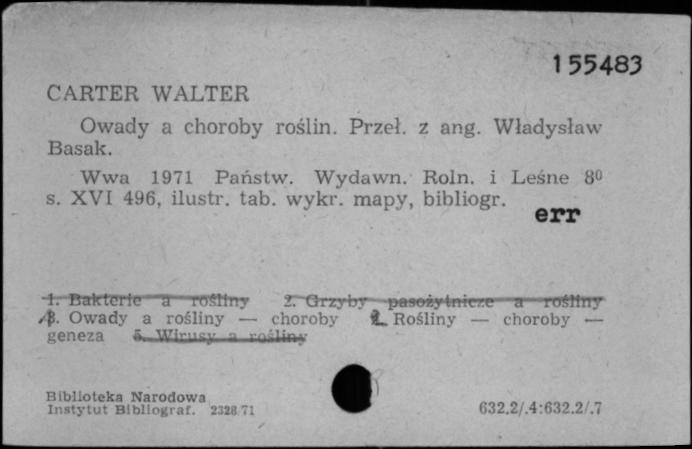 155483
CARTER WALTER
Owady a choroby roślin. Przeł. z ang. Władysław
Basak.
Wwa 1971 Państw. Wydawn. Roln. i Leśne 8⁰
s. XVI 496, ilustr. tab. wykr. mapy, bibliogr.
err
1. Bakterie a rośliny 2. Grzyby pasożytnicze a rośliny
1. Owady a rośliny — choroby 2. Rośliny — choroby —
geneza 5. Wirusy a rośliny
Biblioteka Narodowa
Instytut Bibliograf. 2328/71
632.2/.4:632.2/.7